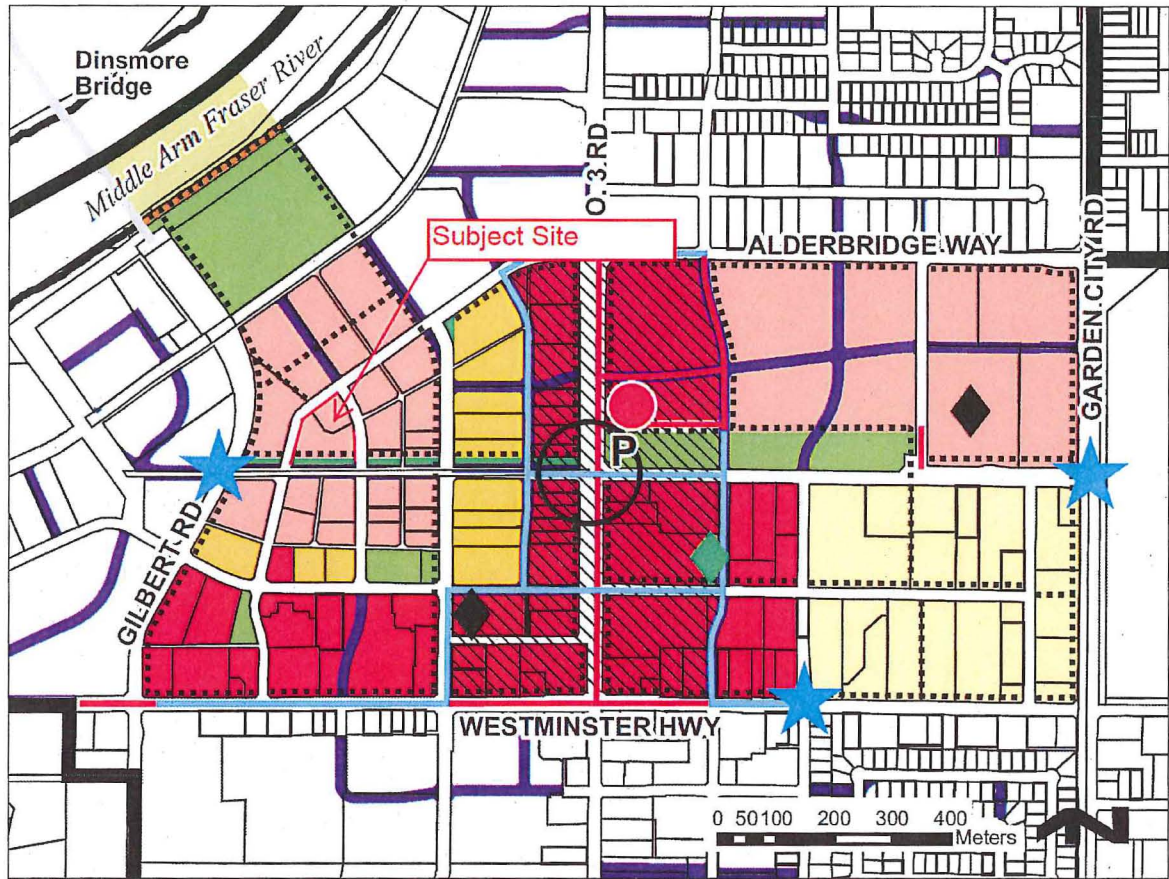 Dinsmore
Bridge
Middle Arm Fraser River
O. 3 RD
Subject Site
ALDERBRIDGE WAY
GARDEN CITY RD
P
GILBERT RD
WESTMINSTER HWY
0 50 100 200 300 400
Meters